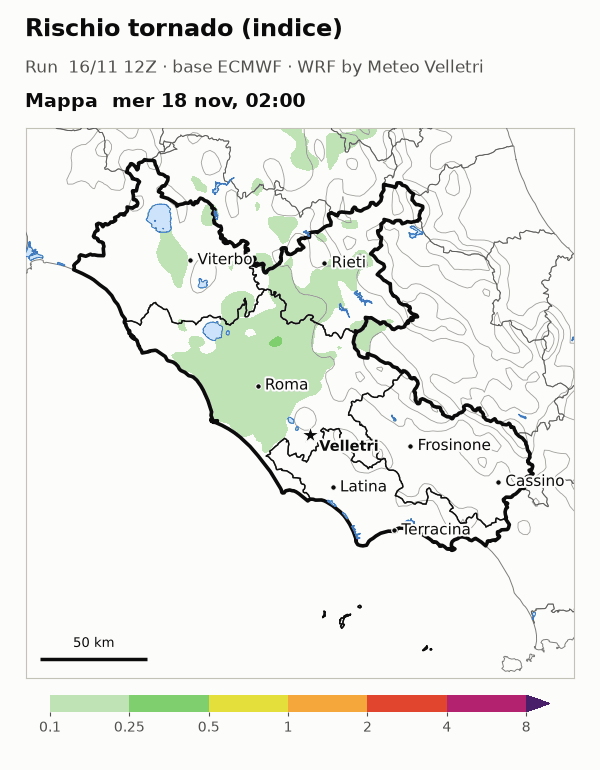 Rischio tornado (indice)
Run  16/11 12Z · base ECMWF · WRF by Meteo Velletri
Mappa  mer 18 nov, 02:00
Viterbo
Rieti
Roma
Velletri
Frosinone
Cassino
Latina
Terracina
50 km
0.1 0.25 0.5 1 2 4 8